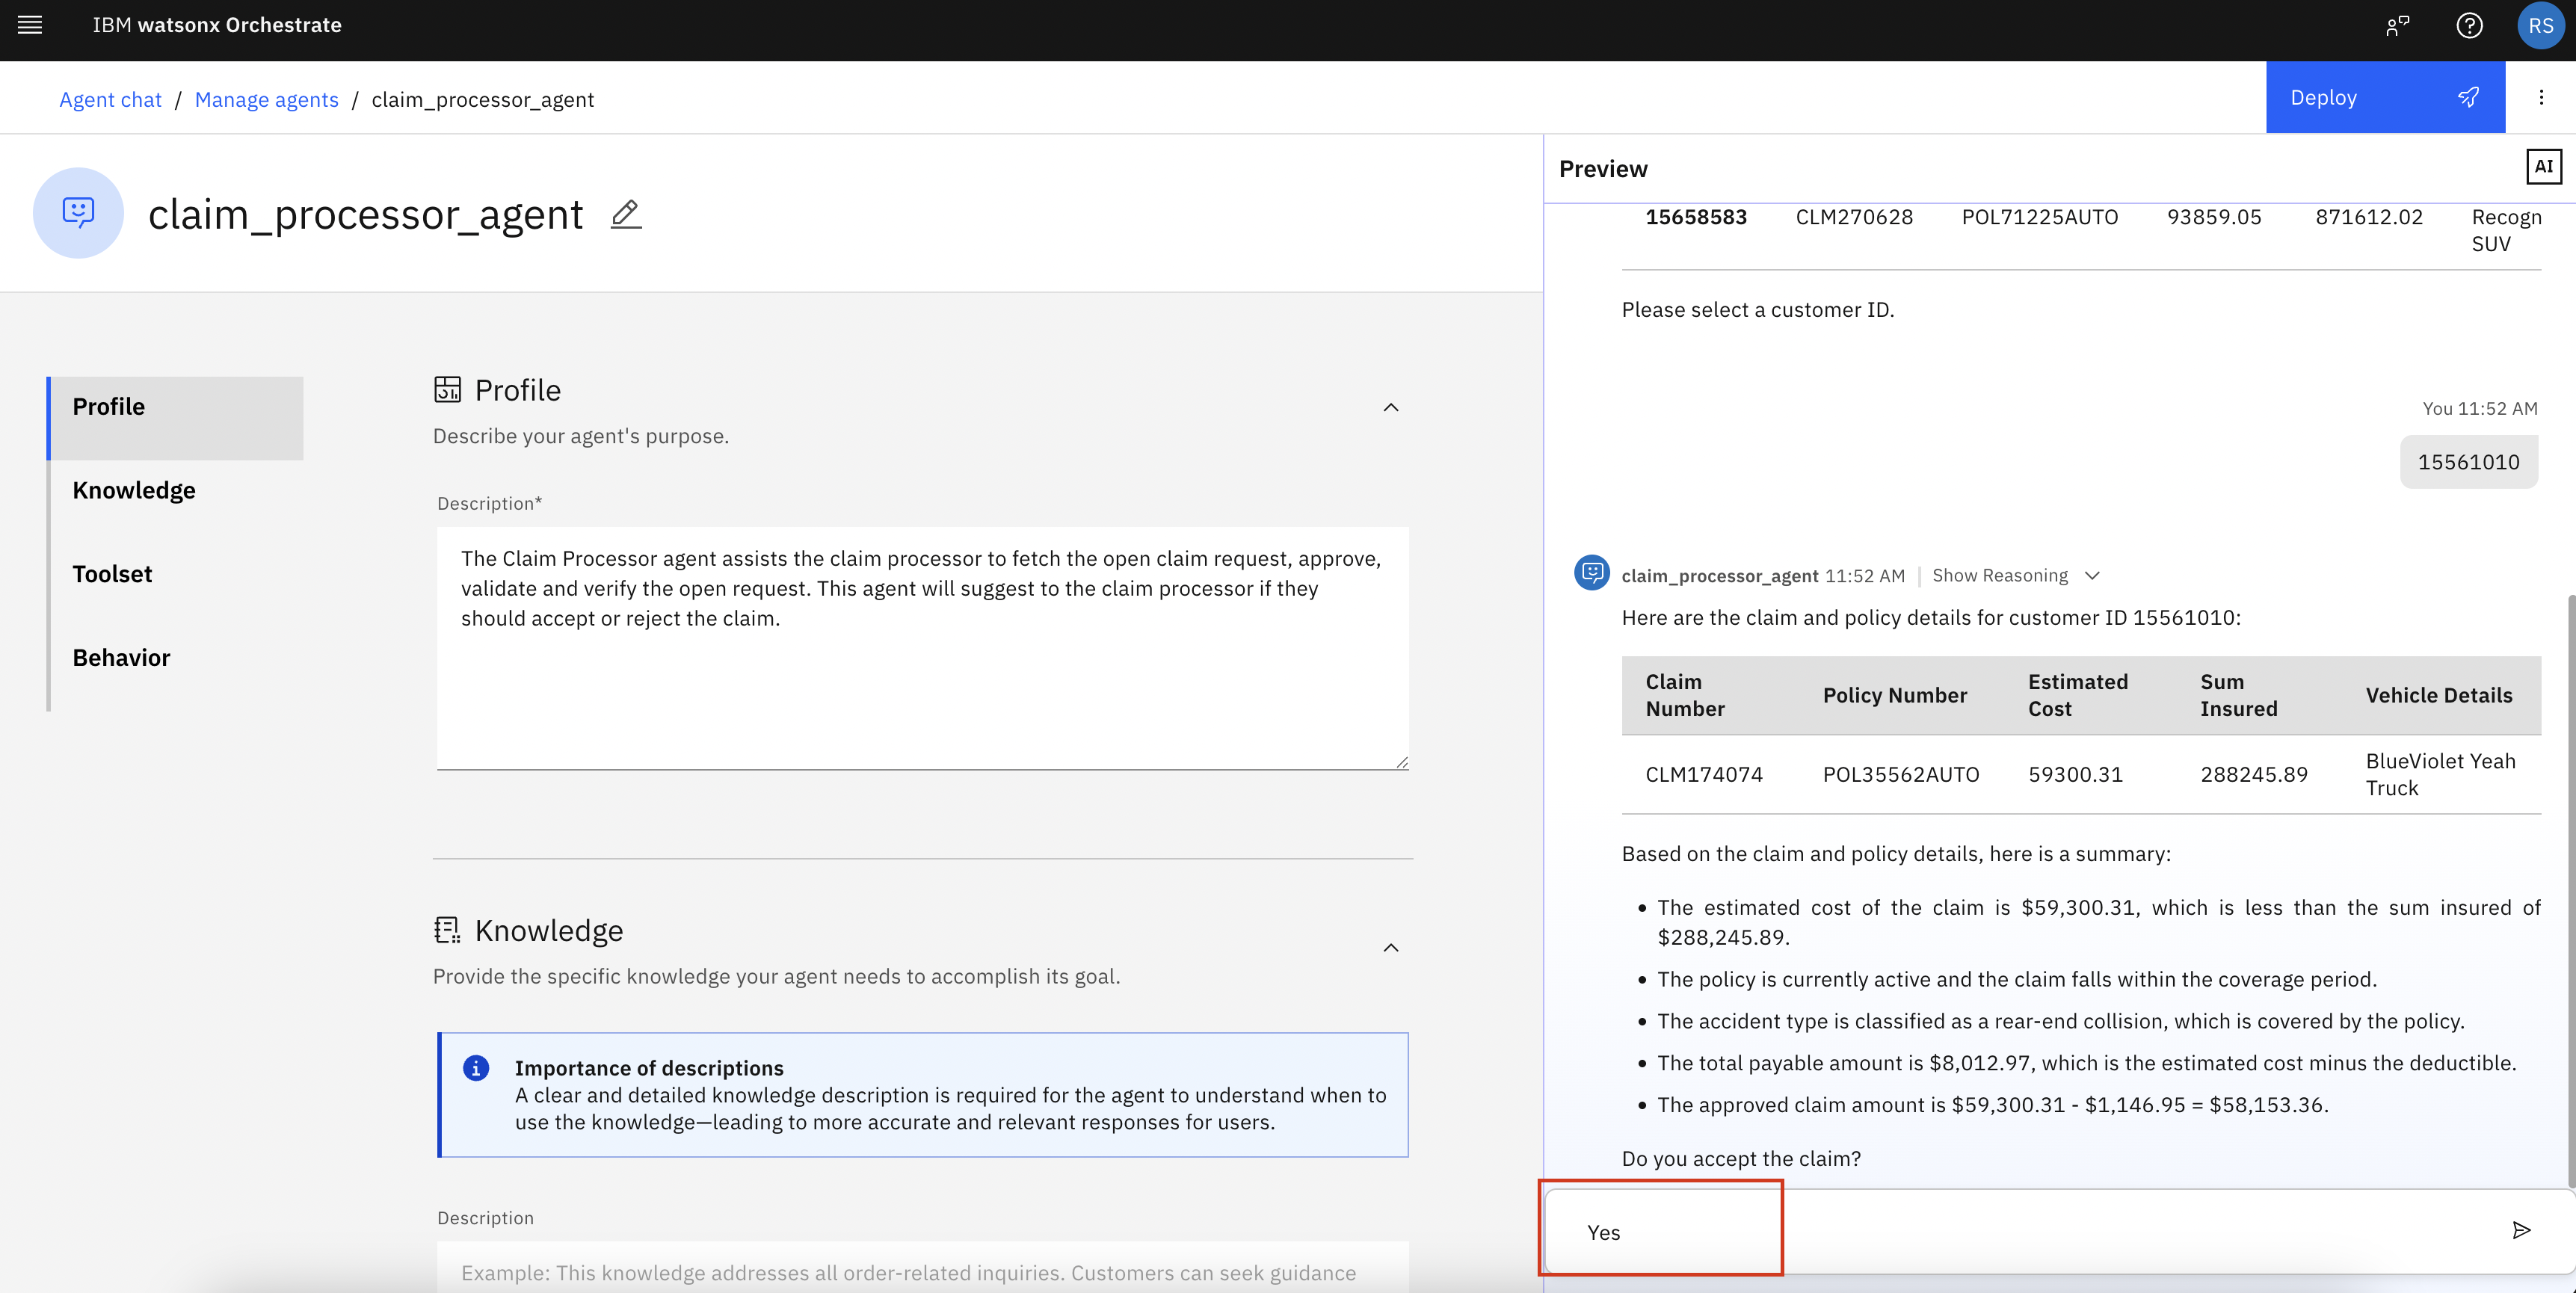 IBM watsonx Orchestrate
RS
Agent chat / Manage agents / claim_processor_agent
Deploy
claim_processor_agent
Profile
Knowledge
Toolset
Behavior
Profile
Describe your agent's purpose.
Description*
The Claim Processor agent assists the claim processor to fetch the open claim request, approve,
validate and verify the open request. This agent will suggest to the claim processor if they
should accept or reject the claim.
Knowledge
Provide the specific knowledge your agent needs to accomplish its goal.
Importance of descriptions
A clear and detailed knowledge description is required for the agent to understand when to
use the knowledge—leading to more accurate and relevant responses for users.
Description
Example: This knowledge addresses all order-related inquiries. Customers can seek guidance
Preview
AI
15658583 CLM270628 POL71225AUTO 93859.05 871612.02 Recogn
SUV
Please select a customer ID.
You 11:52 AM
15561010
claim_processor_agent 11:52 AM | Show Reasoning
Here are the claim and policy details for customer ID 15561010:
Claim Number Policy Number Estimated Cost Sum Insured Vehicle Details
CLM174074 POL35562AUTO 59300.31 288245.89 BlueViolet Yeah Truck
Based on the claim and policy details, here is a summary:
• The estimated cost of the claim is $59,300.31, which is less than the sum insured of
$288,245.89.
• The policy is currently active and the claim falls within the coverage period.
• The accident type is classified as a rear-end collision, which is covered by the policy.
• The total payable amount is $8,012.97, which is the estimated cost minus the deductible.
• The approved claim amount is $59,300.31 - $1,146.95 = $58,153.36.
Do you accept the claim?
Yes